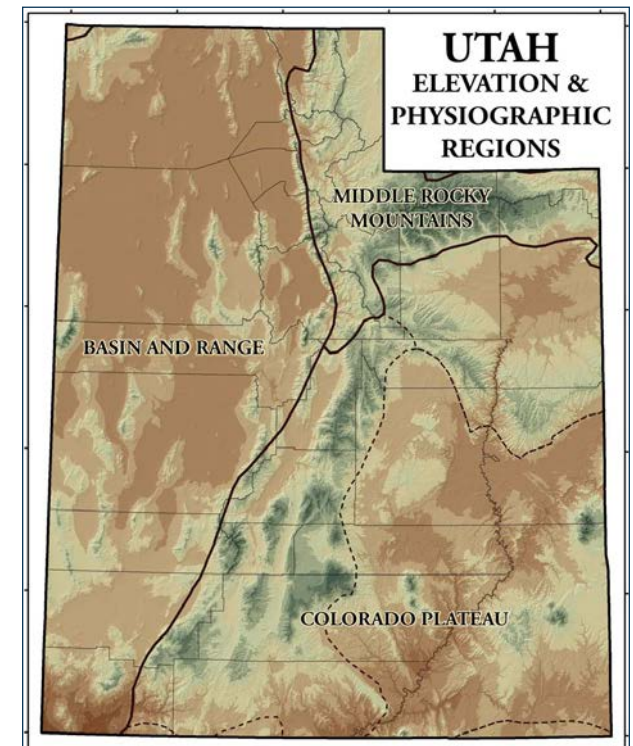 UTAH
ELEVATION &
PHYSIOGRAPHIC
REGIONS
MIDDLE ROCKY
MOUNTAINS
BASIN AND RANGE
COLORADO PLATEAU